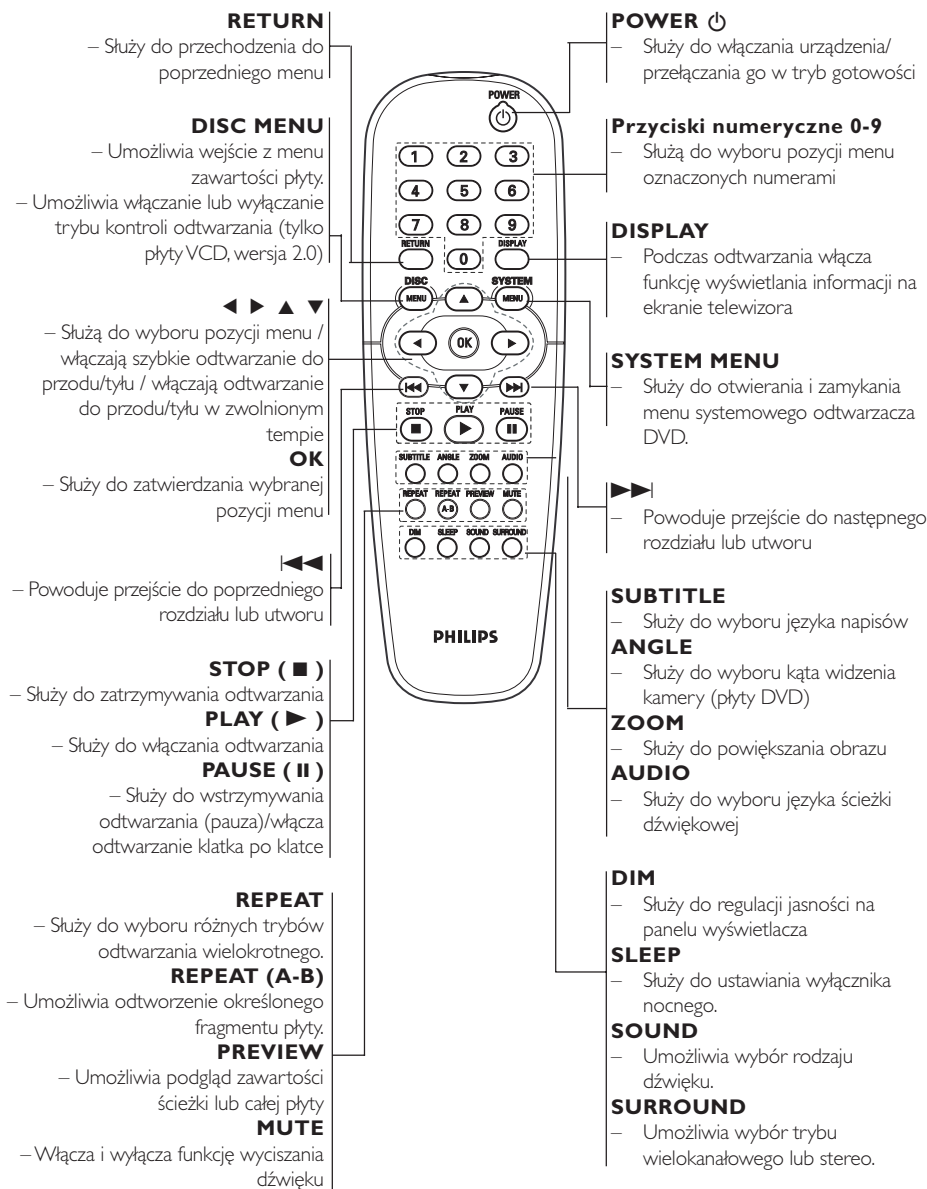 RETURN
– Służy do przechodzenia do
poprzedniego menu
DISC MENU
– Umożliwia wejście z menu
zawartości płyty.
– Umożliwia włączanie lub wyłączanie
trybu kontroli odtwarzania (tylko
płyty VCD, wersja 2.0)
◀ ▶ ▲ ▼
– Służą do wyboru pozycji menu /
włączają szybkie odtwarzanie do
przodu/tyłu / włączają odtwarzanie
do przodu/tyłu w zwolnionym
tempie
OK
– Służy do zatwierdzania wybranej
pozycji menu
|◀◀
– Powoduje przejście do poprzedniego
rozdziału lub utworu
STOP ( ■ )
– Służy do zatrzymywania odtwarzania
PLAY ( ▶ )
– Służy do włączania odtwarzania
PAUSE ( II )
– Służy do wstrzymywania
odtwarzania (pauza)/włącza
odtwarzanie klatka po klatce
REPEAT
– Służy do wyboru różnych trybów
odtwarzania wielokrotnego.
REPEAT (A-B)
– Umożliwia odtworzenie określonego
fragmentu płyty.
PREVIEW
– Umożliwia podgląd zawartości
ścieżki lub całej płyty
MUTE
– Włącza i wyłącza funkcję wyciszania
dźwięku
POWER
1 2 3
4 5 6
7 8 9
RETURN 0 DISPLAY
DISC SYSTEM
MENU ▲ MENU
◀ OK ▶
|◀◀ ▼ ▶▶|
STOP PLAY PAUSE
■ ▶ II
SUBTITLE ANGLE ZOOM AUDIO
REPEAT REPEAT PREVIEW MUTE
A-B
DIM SLEEP SOUND SURROUND
PHILIPS
POWER ⏻
– Służy do włączania urządzenia/
przełączania go w tryb gotowości
Przyciski numeryczne 0-9
– Służą do wyboru pozycji menu
oznaczonych numerami
DISPLAY
– Podczas odtwarzania włącza
funkcję wyświetlania informacji na
ekranie telewizora
SYSTEM MENU
– Służy do otwierania i zamykania
menu systemowego odtwarzacza
DVD.
▶▶|
– Powoduje przejście do następnego
rozdziału lub utworu
SUBTITLE
– Służy do wyboru języka napisów
ANGLE
– Służy do wyboru kąta widzenia
kamery (płyty DVD)
ZOOM
– Służy do powiększania obrazu
AUDIO
– Służy do wyboru języka ścieżki
dźwiękowej
DIM
– Służy do regulacji jasności na
panelu wyświetlacza
SLEEP
– Służy do ustawiania wyłącznika
nocnego.
SOUND
– Umożliwia wybór rodzaju
dźwięku.
SURROUND
– Umożliwia wybór trybu
wielokanałowego lub stereo.